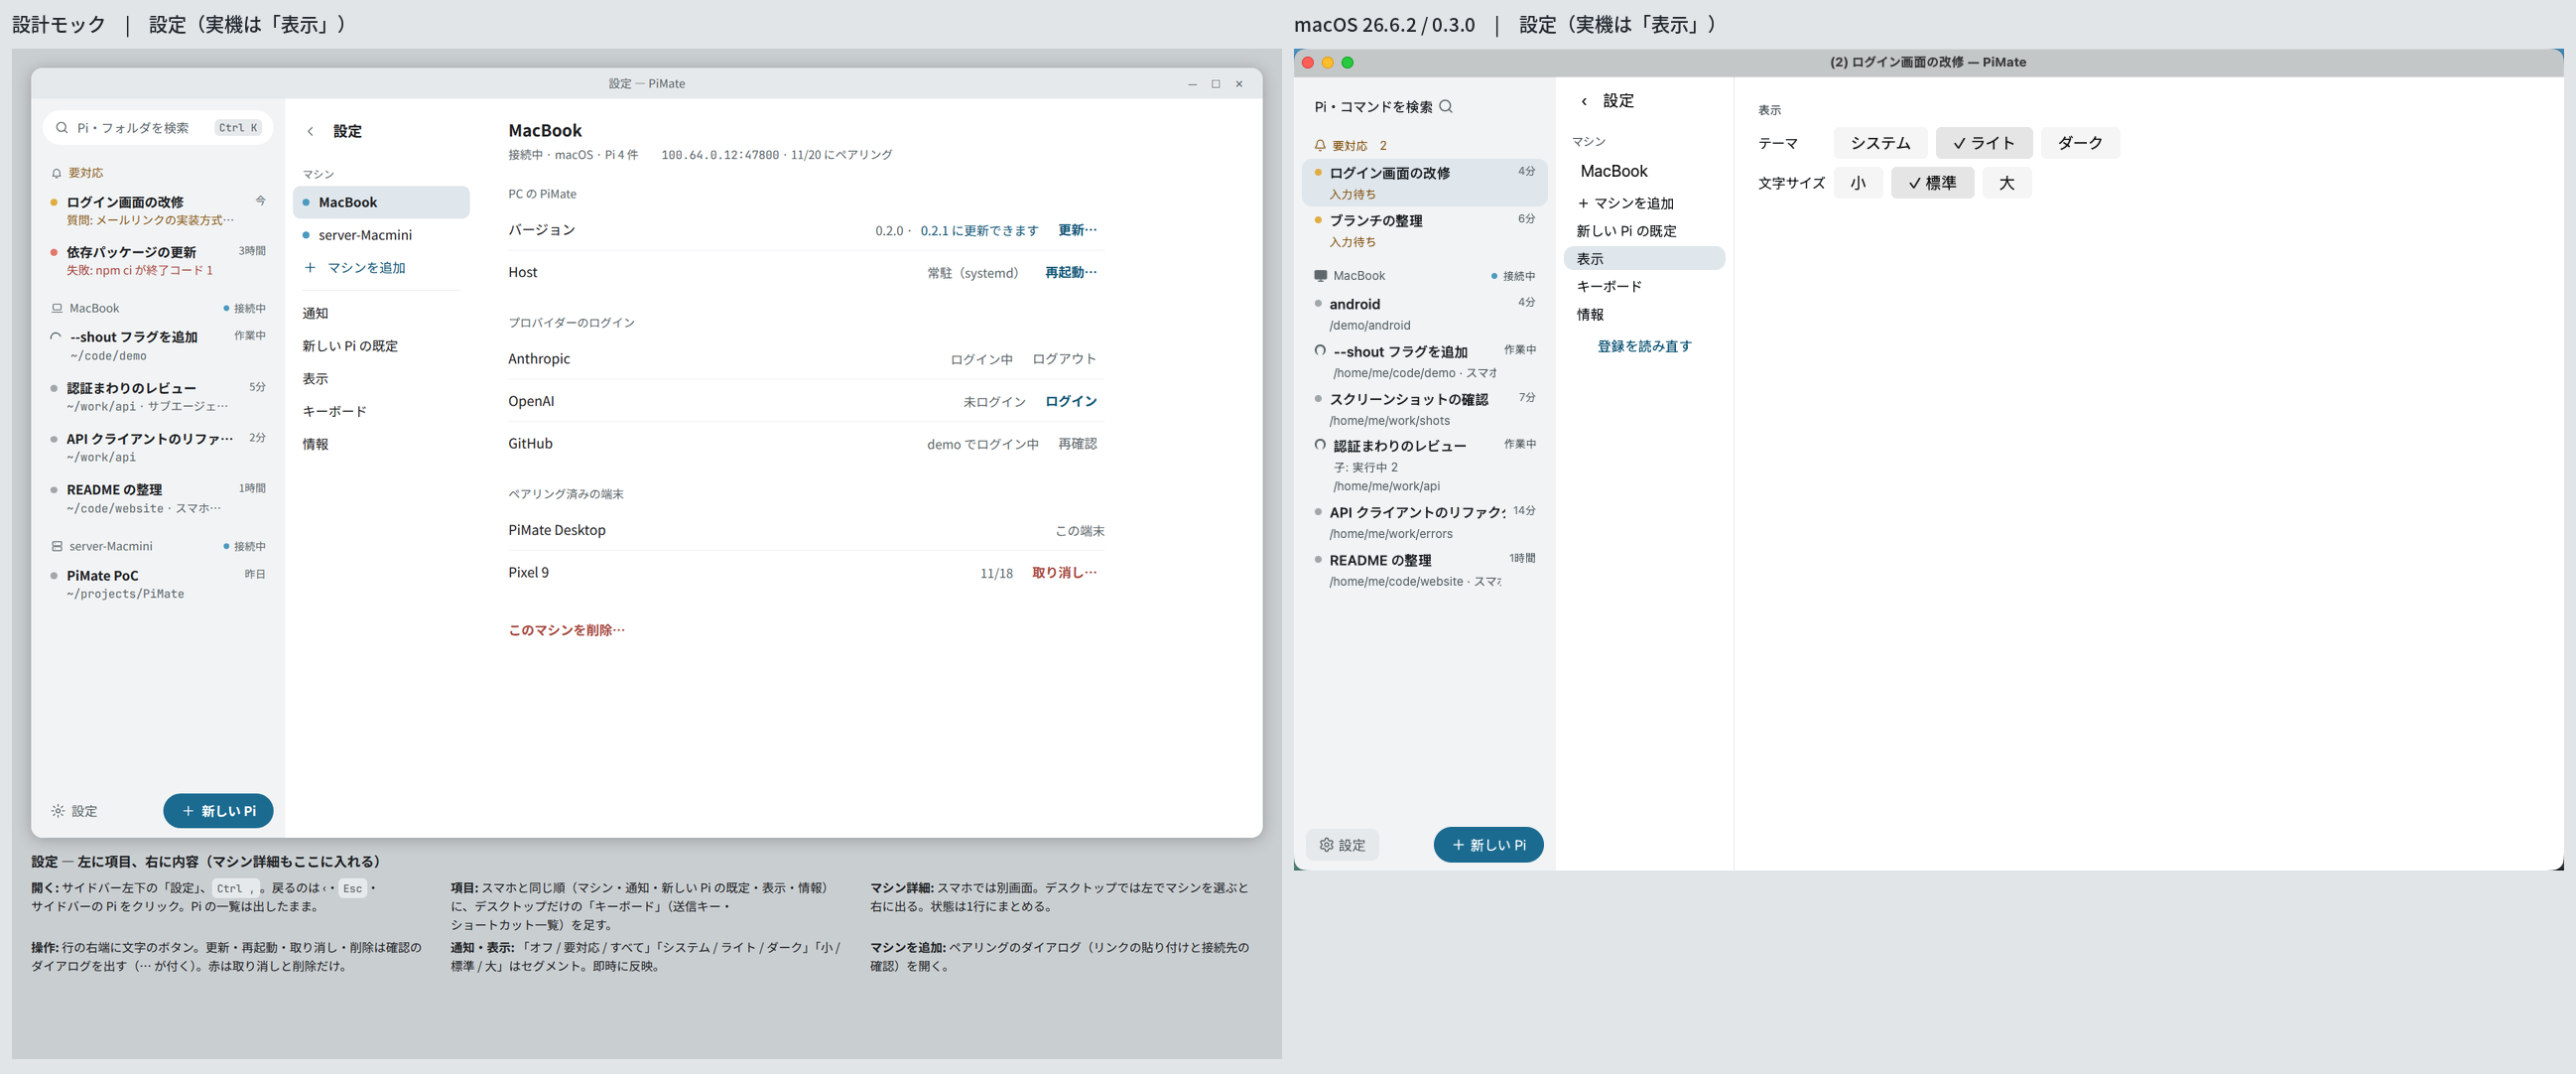 設計モック ｜ 設定（実機は「表示」）
設定 — PiMate
Pi・フォルダを検索 Ctrl K
要対応
ログイン画面の改修 今
質問: メールリンクの実装方式…
依存パッケージの更新 3時間
失敗: npm ci が終了コード 1
MacBook 接続中
--shout フラグを追加 作業中
~/code/demo
認証まわりのレビュー 5分
~/work/api · サブエージェ…
API クライアントのリファ… 2分
~/work/api
README の整理 1時間
~/code/website · スマホ…
server-Macmini 接続中
PiMate PoC 昨日
~/projects/PiMate
設定
＋ 新しい Pi
‹ 設定
マシン
MacBook
server-Macmini
＋ マシンを追加
通知
新しい Pi の既定
表示
キーボード
情報
MacBook
接続中 · macOS · Pi 4 件 100.64.0.12:47800 · 11/20 にペアリング
PC の PiMate
バージョン 0.2.0 · 0.2.1 に更新できます 更新…
Host 常駐（systemd） 再起動…
プロバイダーのログイン
Anthropic ログイン中 ログアウト
OpenAI 未ログイン ログイン
GitHub demo でログイン中 再確認
ペアリング済みの端末
PiMate Desktop この端末
Pixel 9 11/18 取り消し…
このマシンを削除…
設定 — 左に項目、右に内容（マシン詳細もここに入れる）
開く: サイドバー左下の「設定」、 Ctrl , 。戻るのは ‹・ Esc ・
サイドバーの Pi をクリック。Pi の一覧は出したまま。
項目: スマホと同じ順（マシン・通知・新しい Pi の既定・表示・情報）
に、デスクトップだけの「キーボード」（送信キー・
ショートカット一覧）を足す。
マシン詳細: スマホでは別画面。デスクトップでは左でマシンを選ぶと
右に出る。状態は1行にまとめる。
操作: 行の右端に文字のボタン。更新・再起動・取り消し・削除は確認の
ダイアログを出す（… が付く）。赤は取り消しと削除だけ。
通知・表示: 「オフ / 要対応 / すべて」「システム / ライト / ダーク」「小 /
標準 / 大」はセグメント。即時に反映。
マシンを追加: ペアリングのダイアログ（リンクの貼り付けと接続先の
確認）を開く。
macOS 26.6.2 / 0.3.0 ｜ 設定（実機は「表示」）
(2) ログイン画面の改修 — PiMate
Pi・コマンドを検索
要対応 2
ログイン画面の改修 4分
入力待ち
ブランチの整理 6分
入力待ち
MacBook 接続中
android 4分
/demo/android
--shout フラグを追加 作業中
/home/me/code/demo · スマホ
スクリーンショットの確認 7分
/home/me/work/shots
認証まわりのレビュー 作業中
子: 実行中 2
/home/me/work/api
API クライアントのリファク 14分
/home/me/work/errors
README の整理 1時間
/home/me/code/website · スマ
設定
＋ 新しい Pi
‹ 設定
マシン
MacBook
＋ マシンを追加
新しい Pi の既定
表示
キーボード
情報
登録を読み直す
表示
テーマ システム ✓ ライト ダーク
文字サイズ 小 ✓ 標準 大